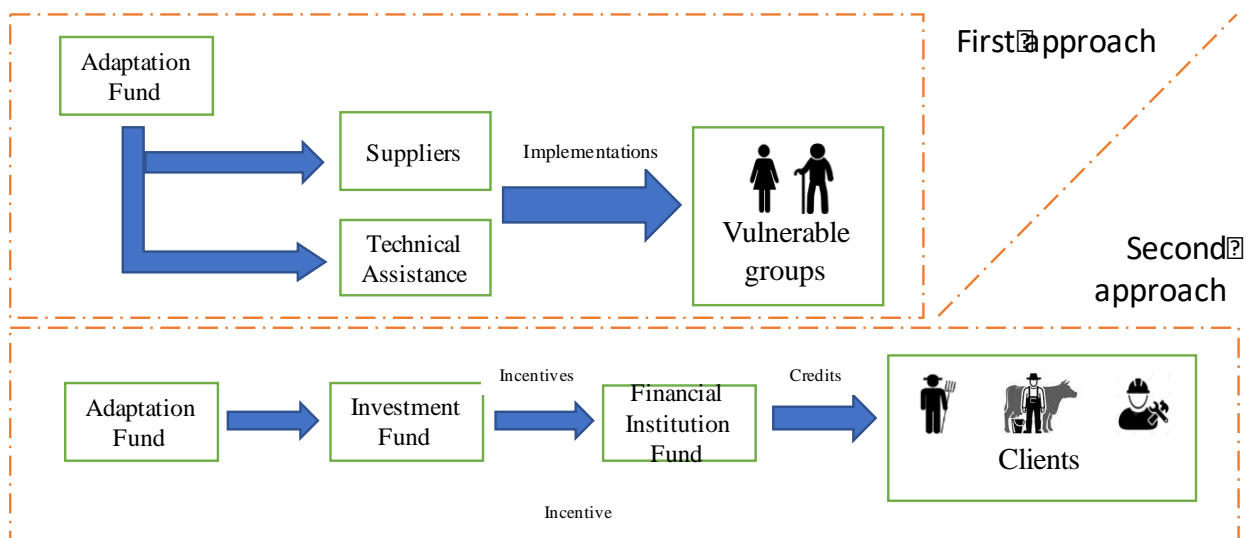 First approach
Adaptation
Fund
Suppliers
Implementations
Technical
Assistance
Vulnerable
groups
Second
approach
Adaptation
Fund
Investment
Fund
Incentives
Financial
Institution
Fund
Credits
Clients
Incentive